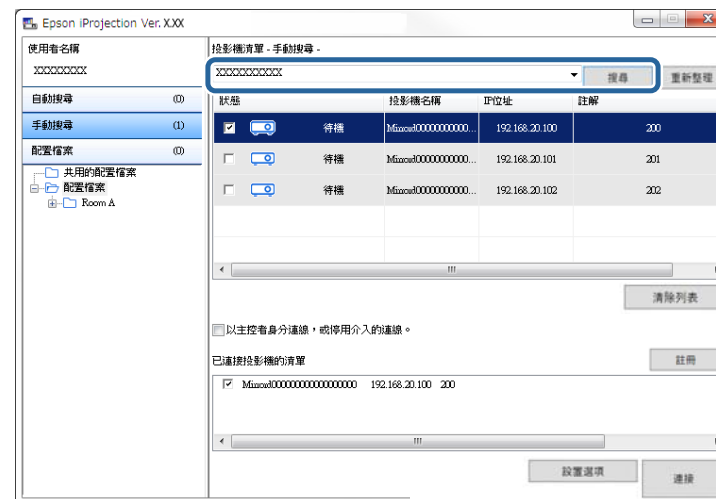 Epson iProjection Ver. X.XX
使用者名稱
XXXXXXXXX
自動搜尋 (0)
手動搜尋 (1)
配置檔案 (0)
共用的配置檔案
配置檔案
Room A
投影機清單 - 手動搜尋 -
XXXXXXXXXX 搜尋 重新整理
狀態 投影機名稱 IP位址 註解
待機 192.168.20.100 200
待機 192.168.20.101 201
待機 192.168.20.102 202
清除列表
以主控者身分連線，或停用介入的連線。
已連接投影機的清單 註冊
192.168.20.100 200
設置選項 連接